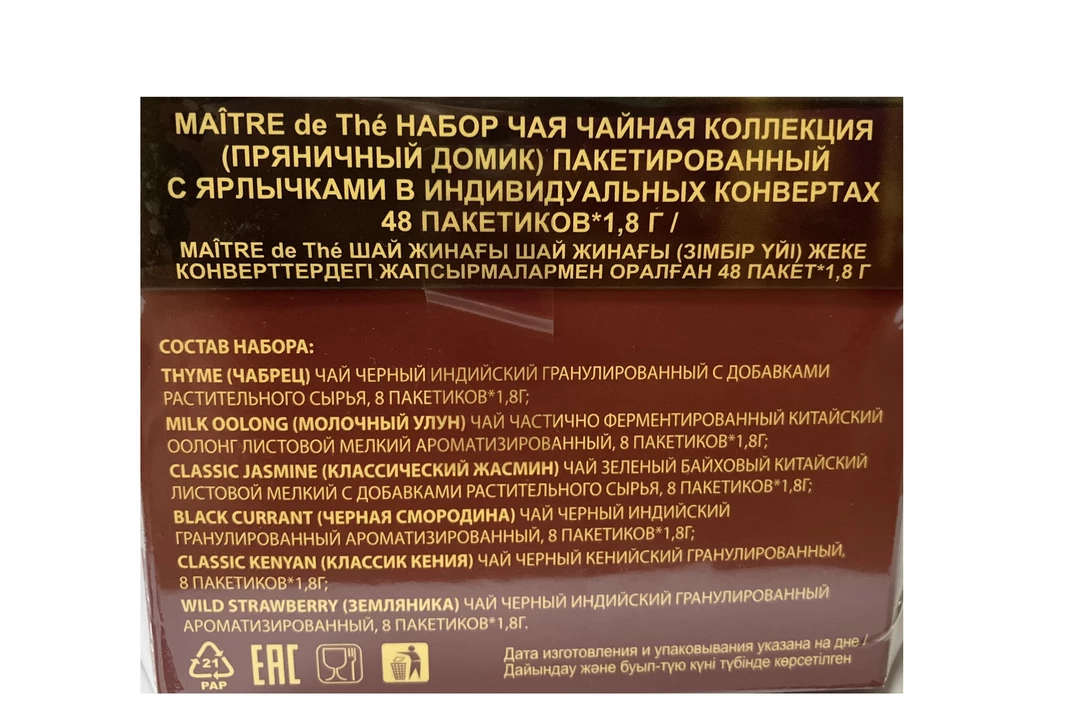 MAÎTRE de Thé НАБОР ЧАЯ ЧАЙНАЯ КОЛЛЕКЦИЯ
(ПРЯНИЧНЫЙ ДОМИК) ПАКЕТИРОВАННЫЙ
С ЯРЛЫЧКАМИ В ИНДИВИДУАЛЬНЫХ КОНВЕРТАХ
48 ПАКЕТИКОВ*1,8 Г /
MAÎTRE de Thé ШАЙ ЖИНАҒЫ ШАЙ ЖИНАҒЫ (ЗІМБІР ҮЙІ) ЖЕКЕ
КОНВЕРТТЕРДЕГІ ЖАПСЫРМАЛАРМЕН ОРАЛҒАН 48 ПАКЕТ*1,8 Г
СОСТАВ НАБОРА:
THYME (ЧАБРЕЦ) ЧАЙ ЧЕРНЫЙ ИНДИЙСКИЙ ГРАНУЛИРОВАННЫЙ С ДОБАВКАМИ
РАСТИТЕЛЬНОГО СЫРЬЯ, 8 ПАКЕТИКОВ*1,8Г;
MILK OOLONG (МОЛОЧНЫЙ УЛУН) ЧАЙ ЧАСТИЧНО ФЕРМЕНТИРОВАННЫЙ КИТАЙСКИЙ
ООЛОНГ ЛИСТОВОЙ МЕЛКИЙ АРОМАТИЗИРОВАННЫЙ, 8 ПАКЕТИКОВ*1,8Г;
CLASSIC JASMINE (КЛАССИЧЕСКИЙ ЖАСМИН) ЧАЙ ЗЕЛЕНЫЙ БАЙХОВЫЙ КИТАЙСКИЙ
ЛИСТОВОЙ МЕЛКИЙ С ДОБАВКАМИ РАСТИТЕЛЬНОГО СЫРЬЯ, 8 ПАКЕТИКОВ*1,8Г;
BLACK CURRANT (ЧЕРНАЯ СМОРОДИНА) ЧАЙ ЧЕРНЫЙ ИНДИЙСКИЙ
ГРАНУЛИРОВАННЫЙ АРОМАТИЗИРОВАННЫЙ, 8 ПАКЕТИКОВ*1,8Г;
CLASSIC KENYAN (КЛАССИК КЕНИЯ) ЧАЙ ЧЕРНЫЙ КЕНИЙСКИЙ ГРАНУЛИРОВАННЫЙ,
8 ПАКЕТИКОВ*1,8Г;
WILD STRAWBERRY (ЗЕМЛЯНИКА) ЧАЙ ЧЕРНЫЙ ИНДИЙСКИЙ ГРАНУЛИРОВАННЫЙ
АРОМАТИЗИРОВАННЫЙ, 8 ПАКЕТИКОВ*1,8Г.
21
PAP
EAC
Дата изготовления и упаковывания указана на дне /
Дайындау және буып-түю күні түбінде көрсетілген